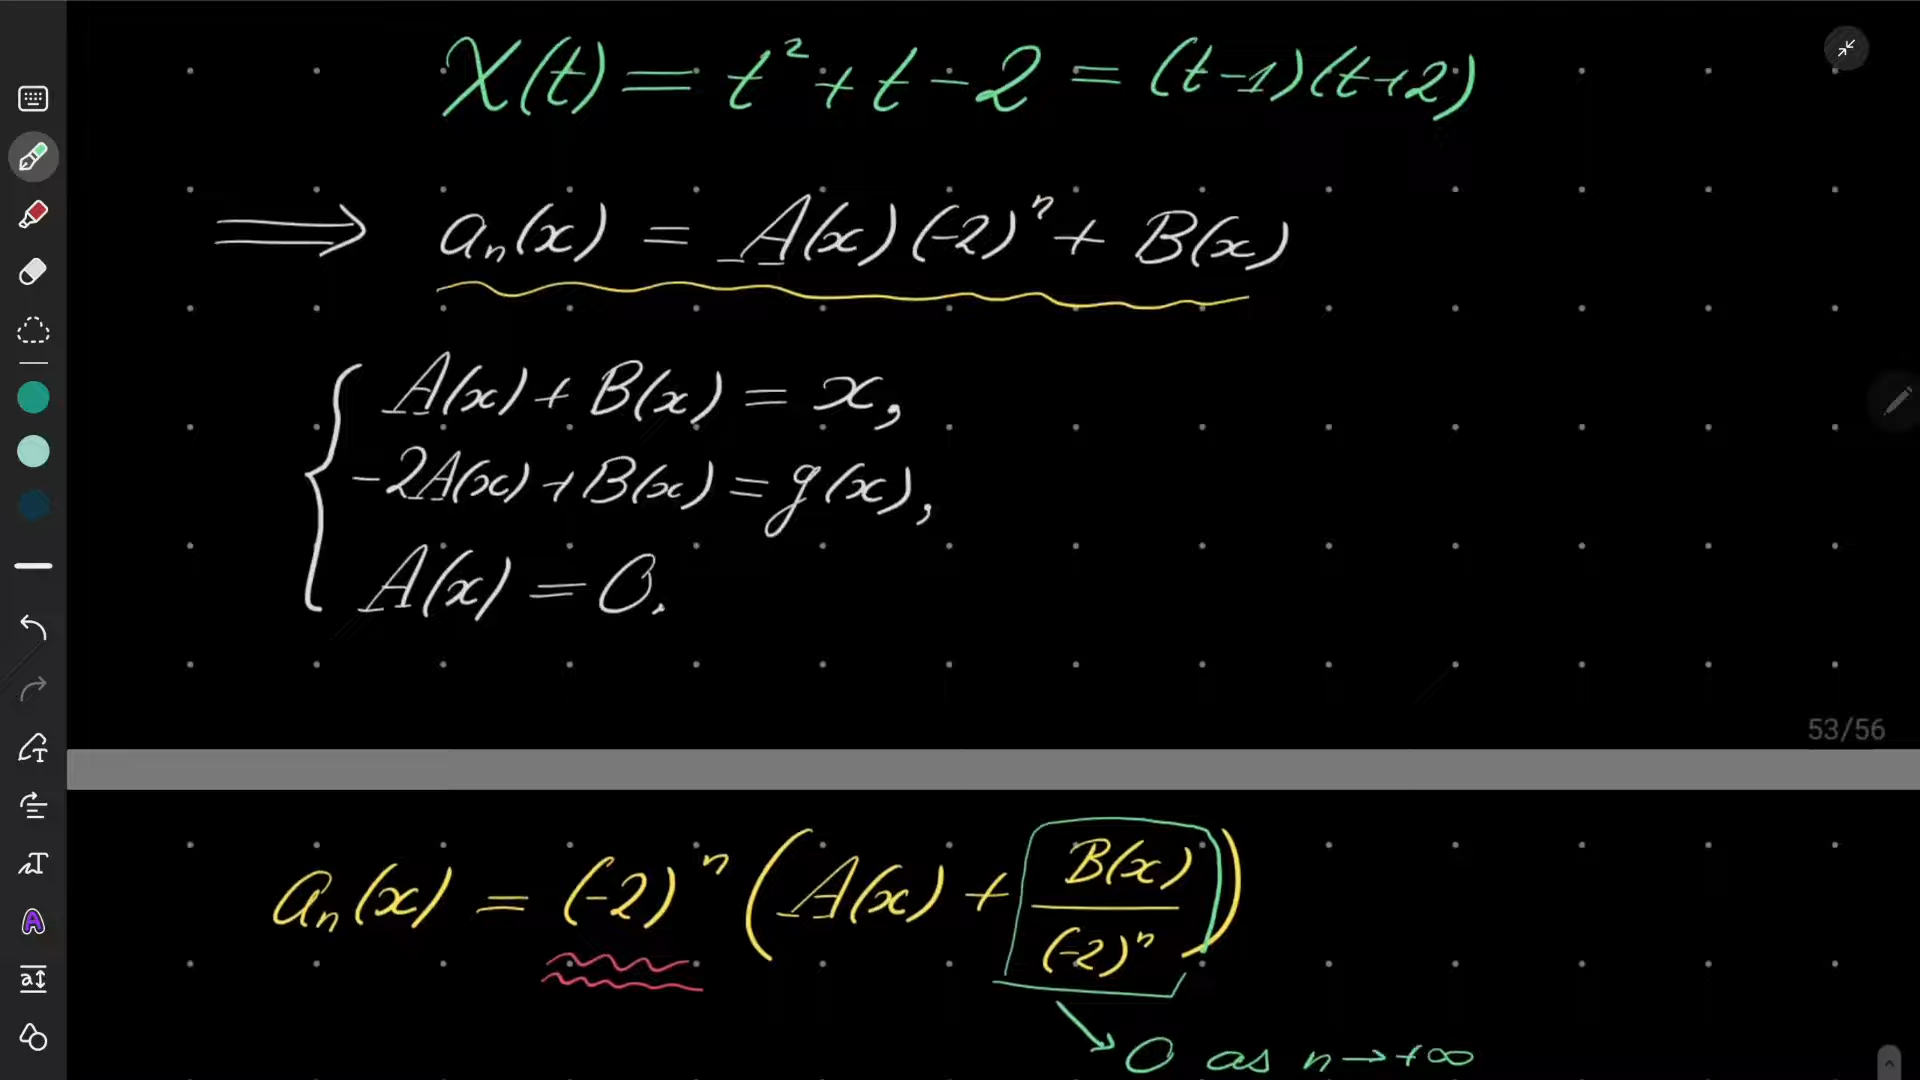 χ(t) = t² + t - 2 = (t-1)(t+2)
⟹ aₙ(x) = A(x)(-2)ⁿ + B(x)
A(x) + B(x) = x,
-2A(x) + B(x) = g(x),
A(x) = 0.
53/56
aₙ(x) = (-2)ⁿ (A(x) + B(x)/(-2)ⁿ)
0 as n → +∞